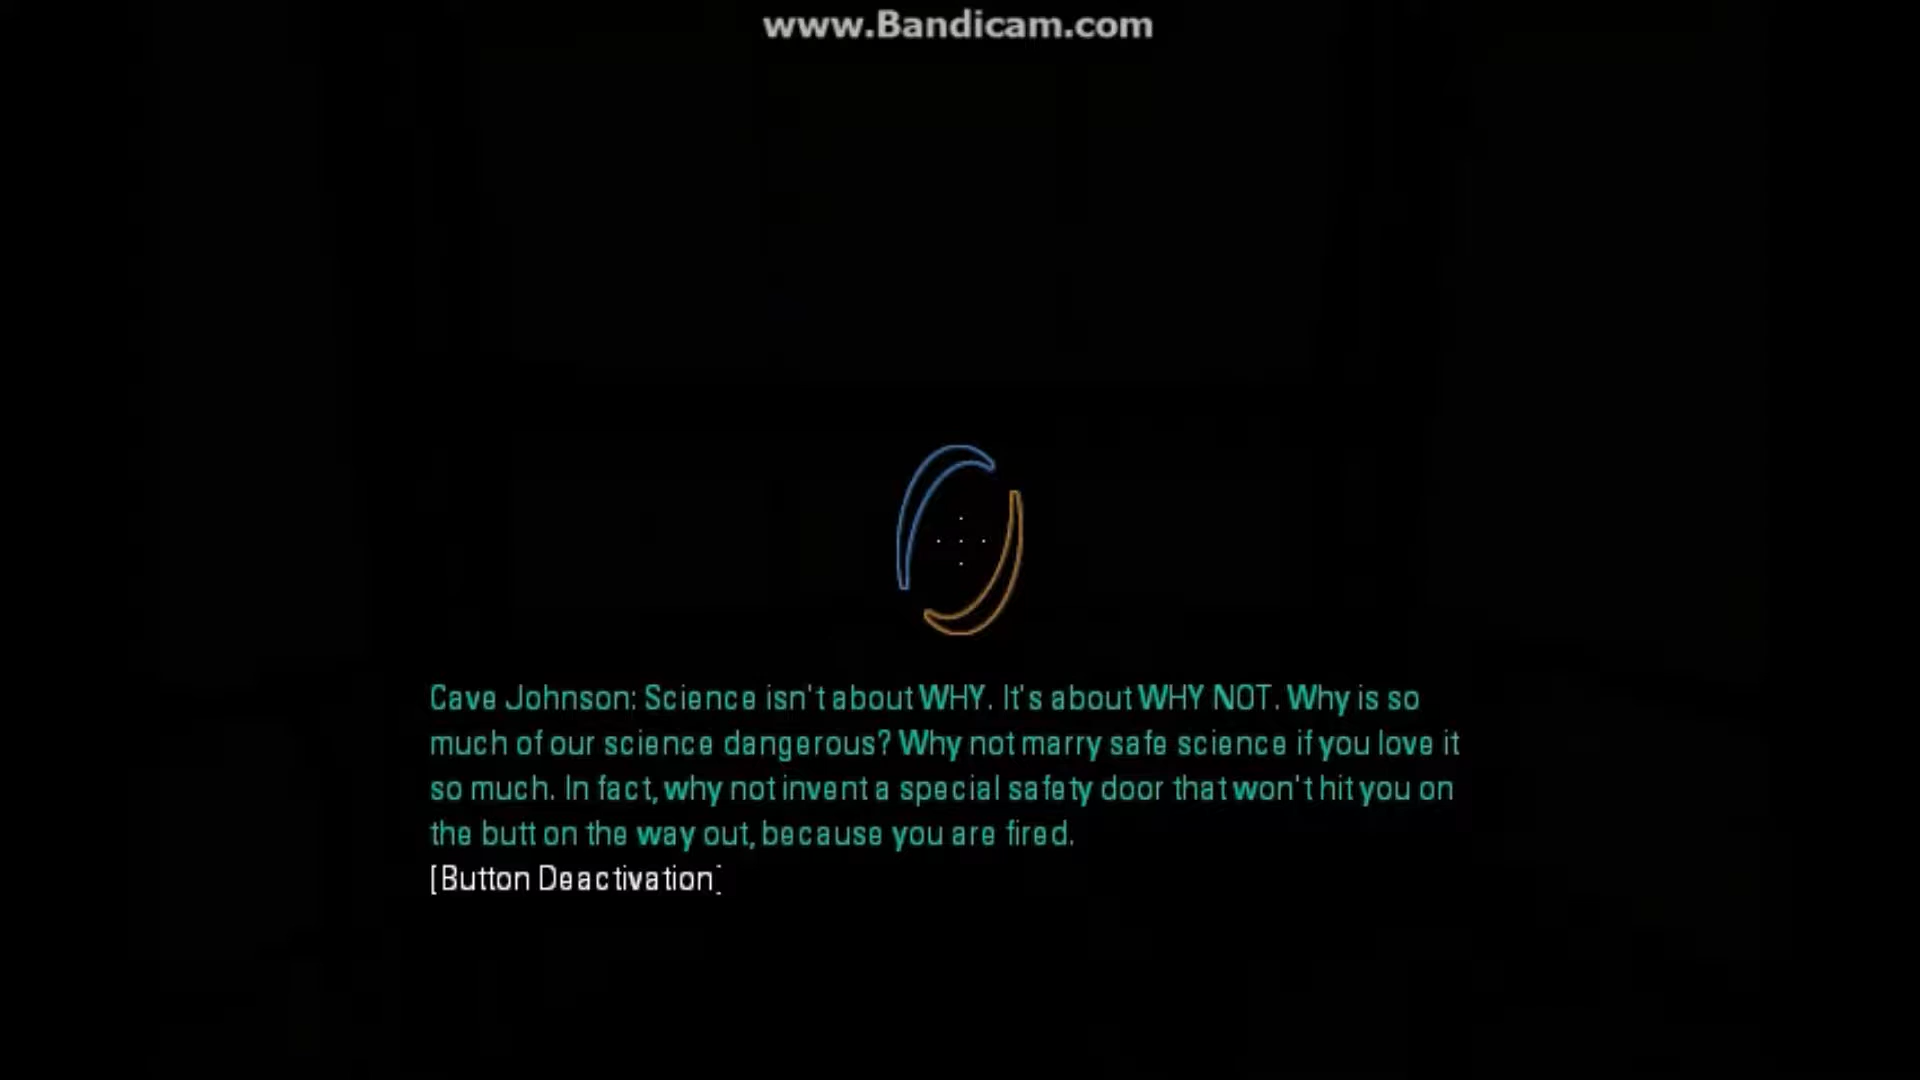 www.Bandicam.com
Cave Johnson: Science isn't about WHY. It's about WHY NOT. Why is so
much of our science dangerous? Why not marry safe science if you love it
so much. In fact, why not invent a special safety door that won't hit you on
the butt on the way out, because you are fired.
[Button Deactivation]